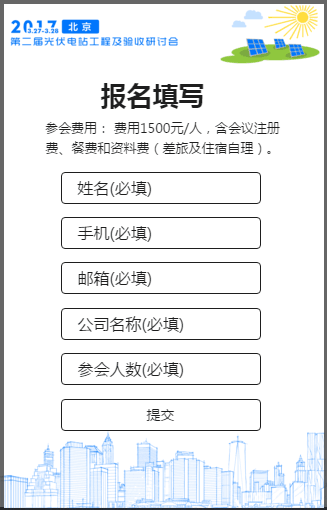 2017 北京
3.27-3.28
第二届光伏电站工程及验收研讨会
报名填写
参会费用： 费用1500元/人，含会议注册
费、餐费和资料费（差旅及住宿自理）。
姓名(必填)
手机(必填)
邮箱(必填)
公司名称(必填)
参会人数(必填)
提交